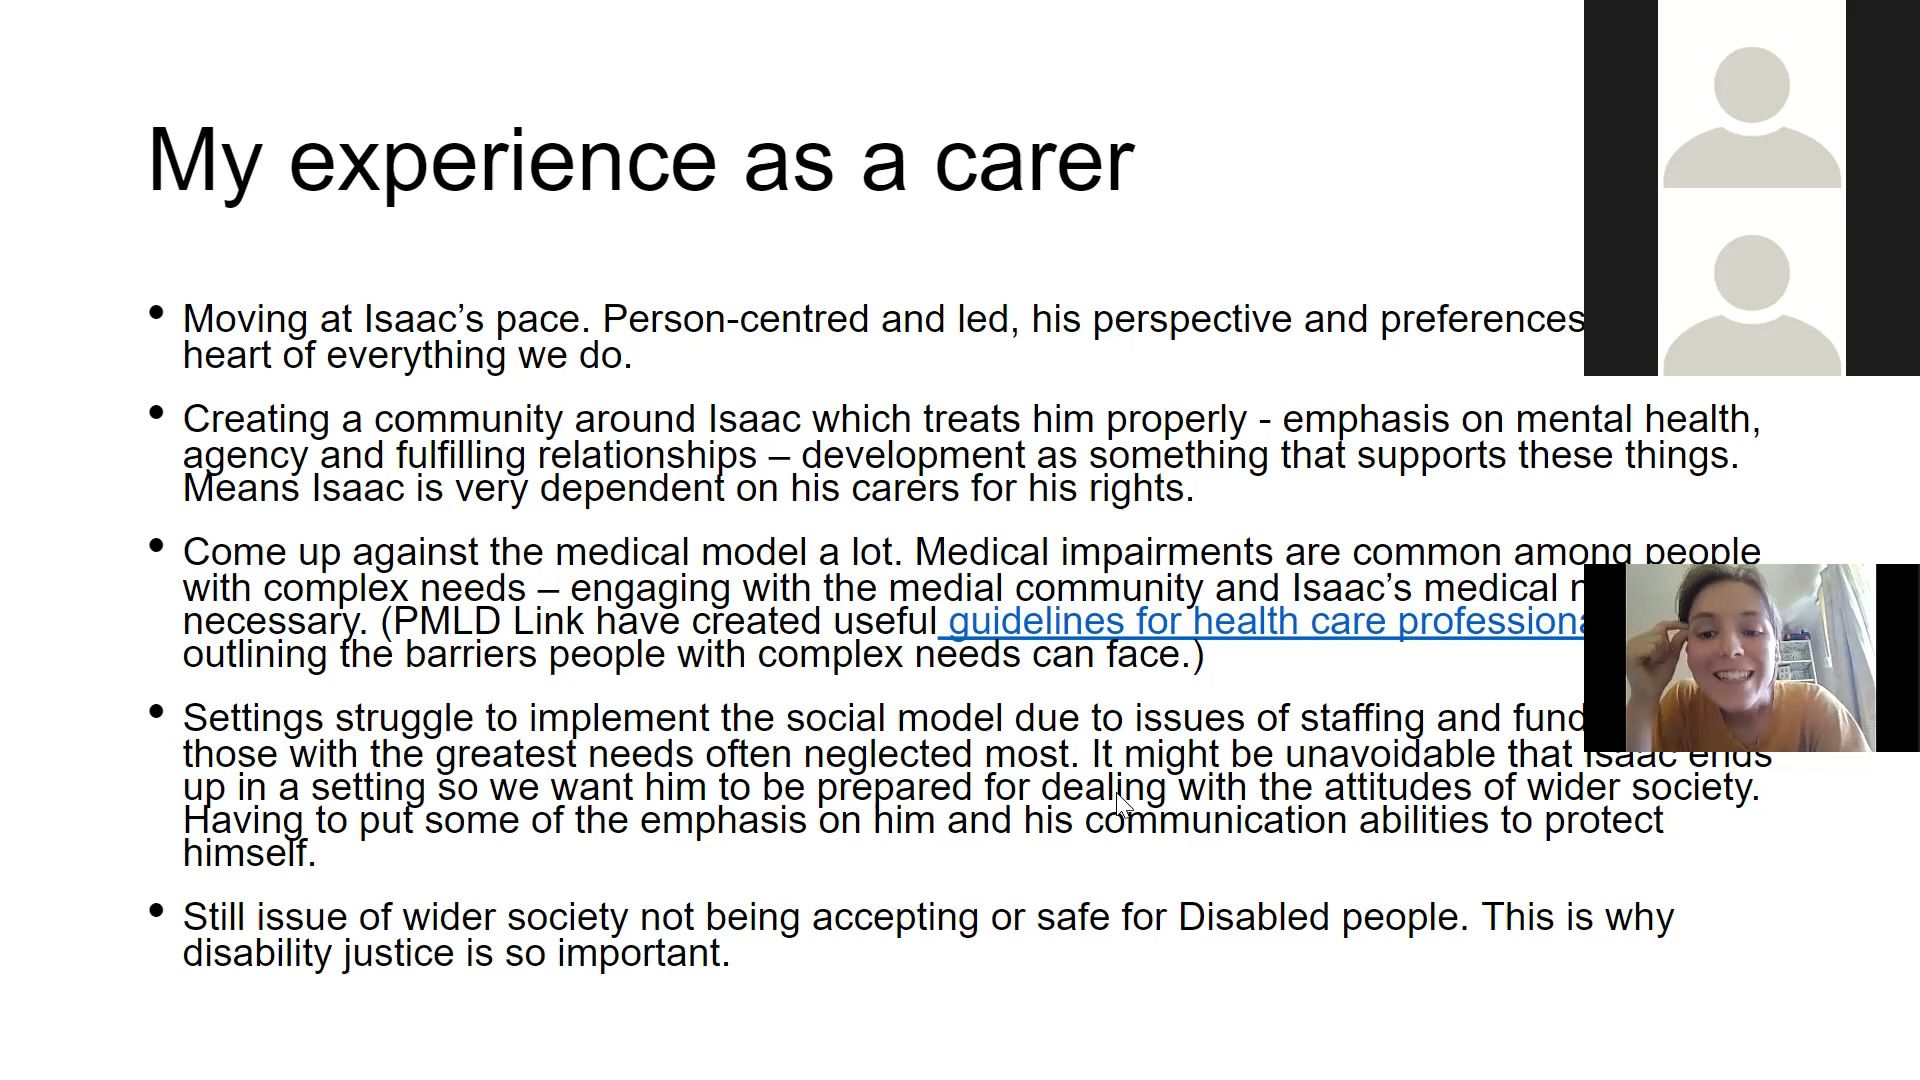 My experience as a carer
• Moving at Isaac’s pace. Person-centred and led, his perspective and preferences
heart of everything we do.
• Creating a community around Isaac which treats him properly - emphasis on mental health,
agency and fulfilling relationships – development as something that supports these things.
Means Isaac is very dependent on his carers for his rights.
• Come up against the medical model a lot. Medical impairments are common among people
with complex needs – engaging with the medial community and Isaac’s medical
necessary. (PMLD Link have created useful guidelines for health care
outlining the barriers people with complex needs can face.)
• Settings struggle to implement the social model due to issues of staffing and
those with the greatest needs often neglected most. It might be unavoidable that Isaac ends
up in a setting so we want him to be prepared for dealing with the attitudes of wider society.
Having to put some of the emphasis on him and his communication abilities to protect
himself.
• Still issue of wider society not being accepting or safe for Disabled people. This is why
disability justice is so important.